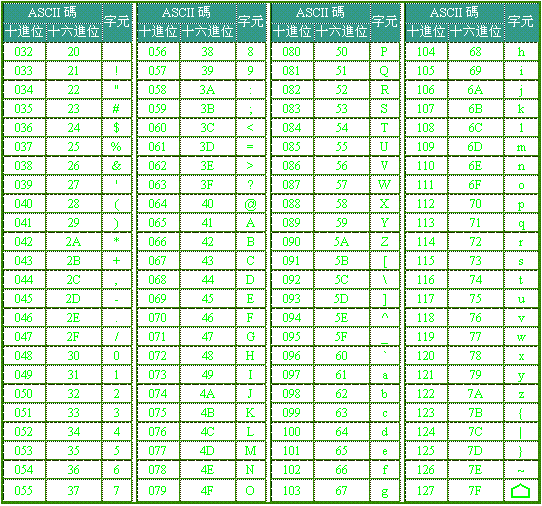 ASCII 碼 字元 ASCII 碼 字元 ASCII 碼 字元 ASCII 碼 字元
十進位 十六進位 十進位 十六進位 十進位 十六進位 十進位 十六進位
032 20 056 38 8 080 50 P 104 68 h
033 21 ! 057 39 9 081 51 Q 105 69 i
034 22 " 058 3A : 082 52 R 106 6A j
035 23 # 059 3B ; 083 53 S 107 6B k
036 24 $ 060 3C < 084 54 T 108 6C l
037 25 % 061 3D = 085 55 U 109 6D m
038 26 & 062 3E > 086 56 V 110 6E n
039 27 ' 063 3F ? 087 57 W 111 6F o
040 28 ( 064 40 @ 088 58 X 112 70 p
041 29 ) 065 41 A 089 59 Y 113 71 q
042 2A * 066 42 B 090 5A Z 114 72 r
043 2B + 067 43 C 091 5B [ 115 73 s
044 2C , 068 44 D 092 5C \ 116 74 t
045 2D - 069 45 E 093 5D ] 117 75 u
046 2E . 070 46 F 094 5E ^ 118 76 v
047 2F / 071 47 G 095 5F _ 119 77 w
048 30 0 072 48 H 096 60 ` 120 78 x
049 31 1 073 49 I 097 61 a 121 79 y
050 32 2 074 4A J 098 62 b 122 7A z
051 33 3 075 4B K 099 63 c 123 7B {
052 34 4 076 4C L 100 64 d 124 7C |
053 35 5 077 4D M 101 65 e 125 7D }
054 36 6 078 4E N 102 66 f 126 7E ~
055 37 7 079 4F O 103 67 g 127 7F ⌂